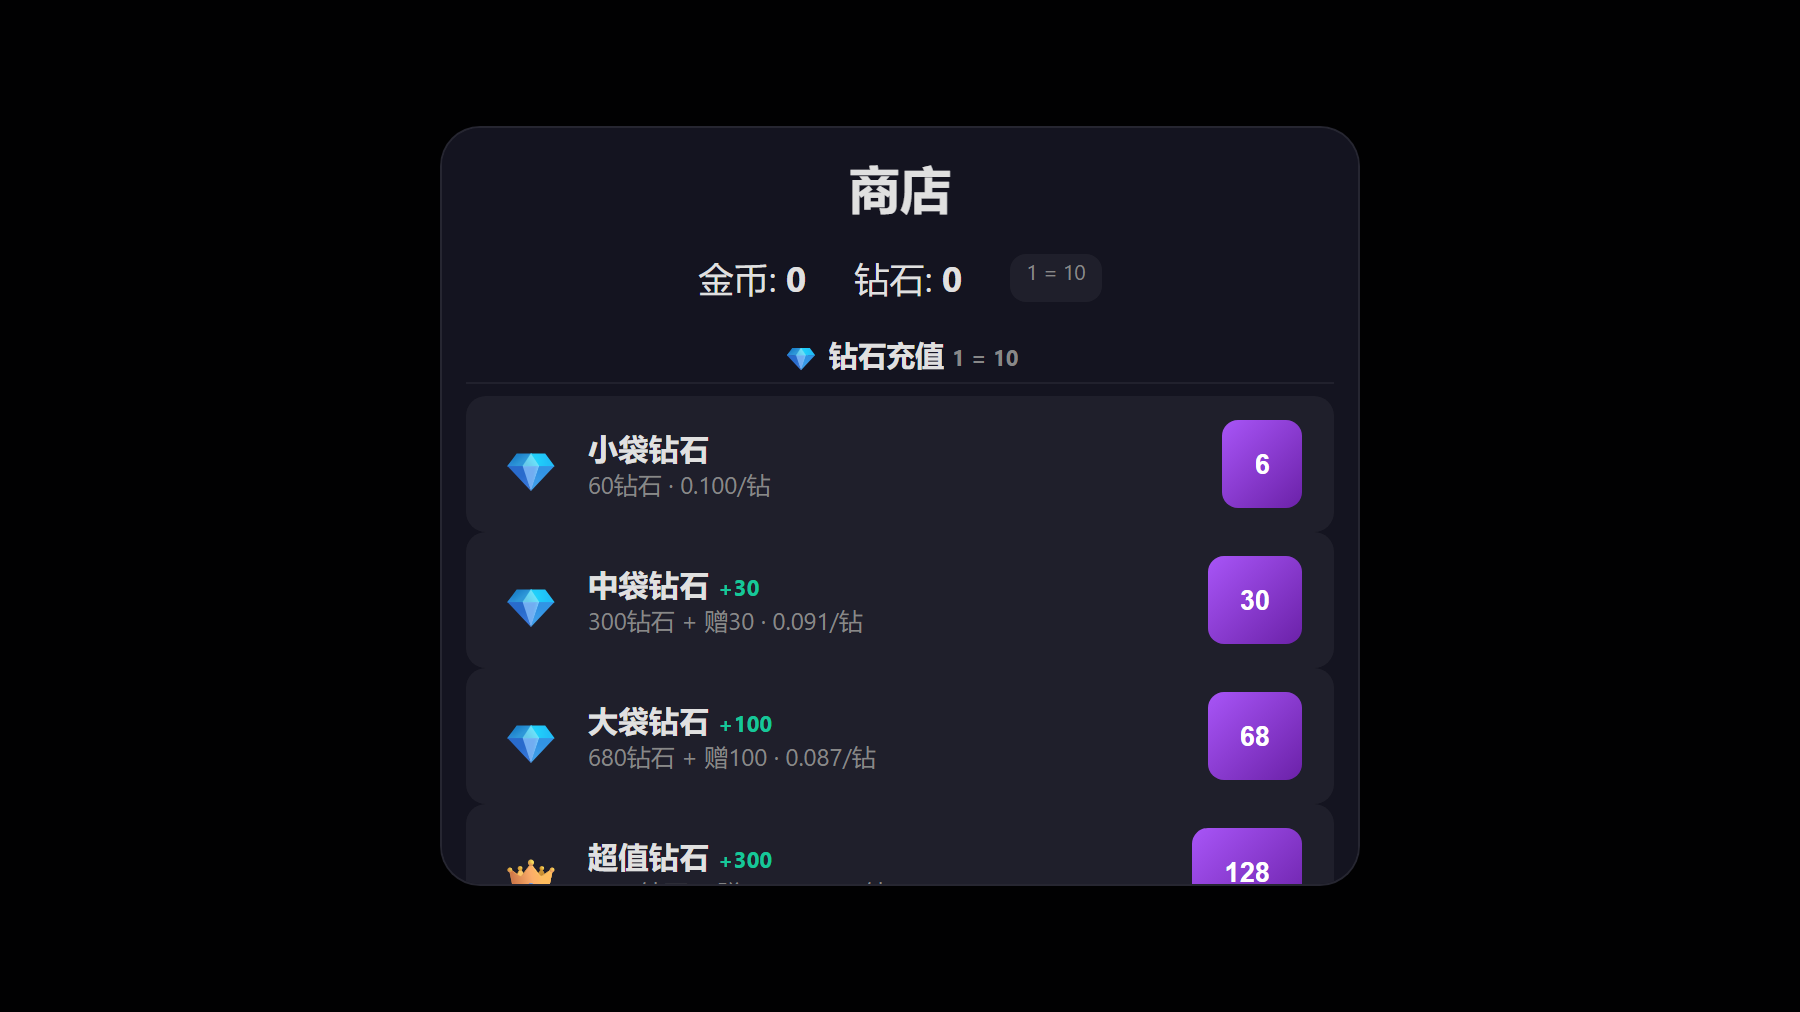 商店
金币: 0 钻石: 0 1 = 10
钻石充值 1 = 10
小袋钻石
60钻石 · 0.100/钻
6
中袋钻石 +30
300钻石 + 赠30 · 0.091/钻
30
大袋钻石 +100
680钻石 + 赠100 · 0.087/钻
68
超值钻石 +300
128